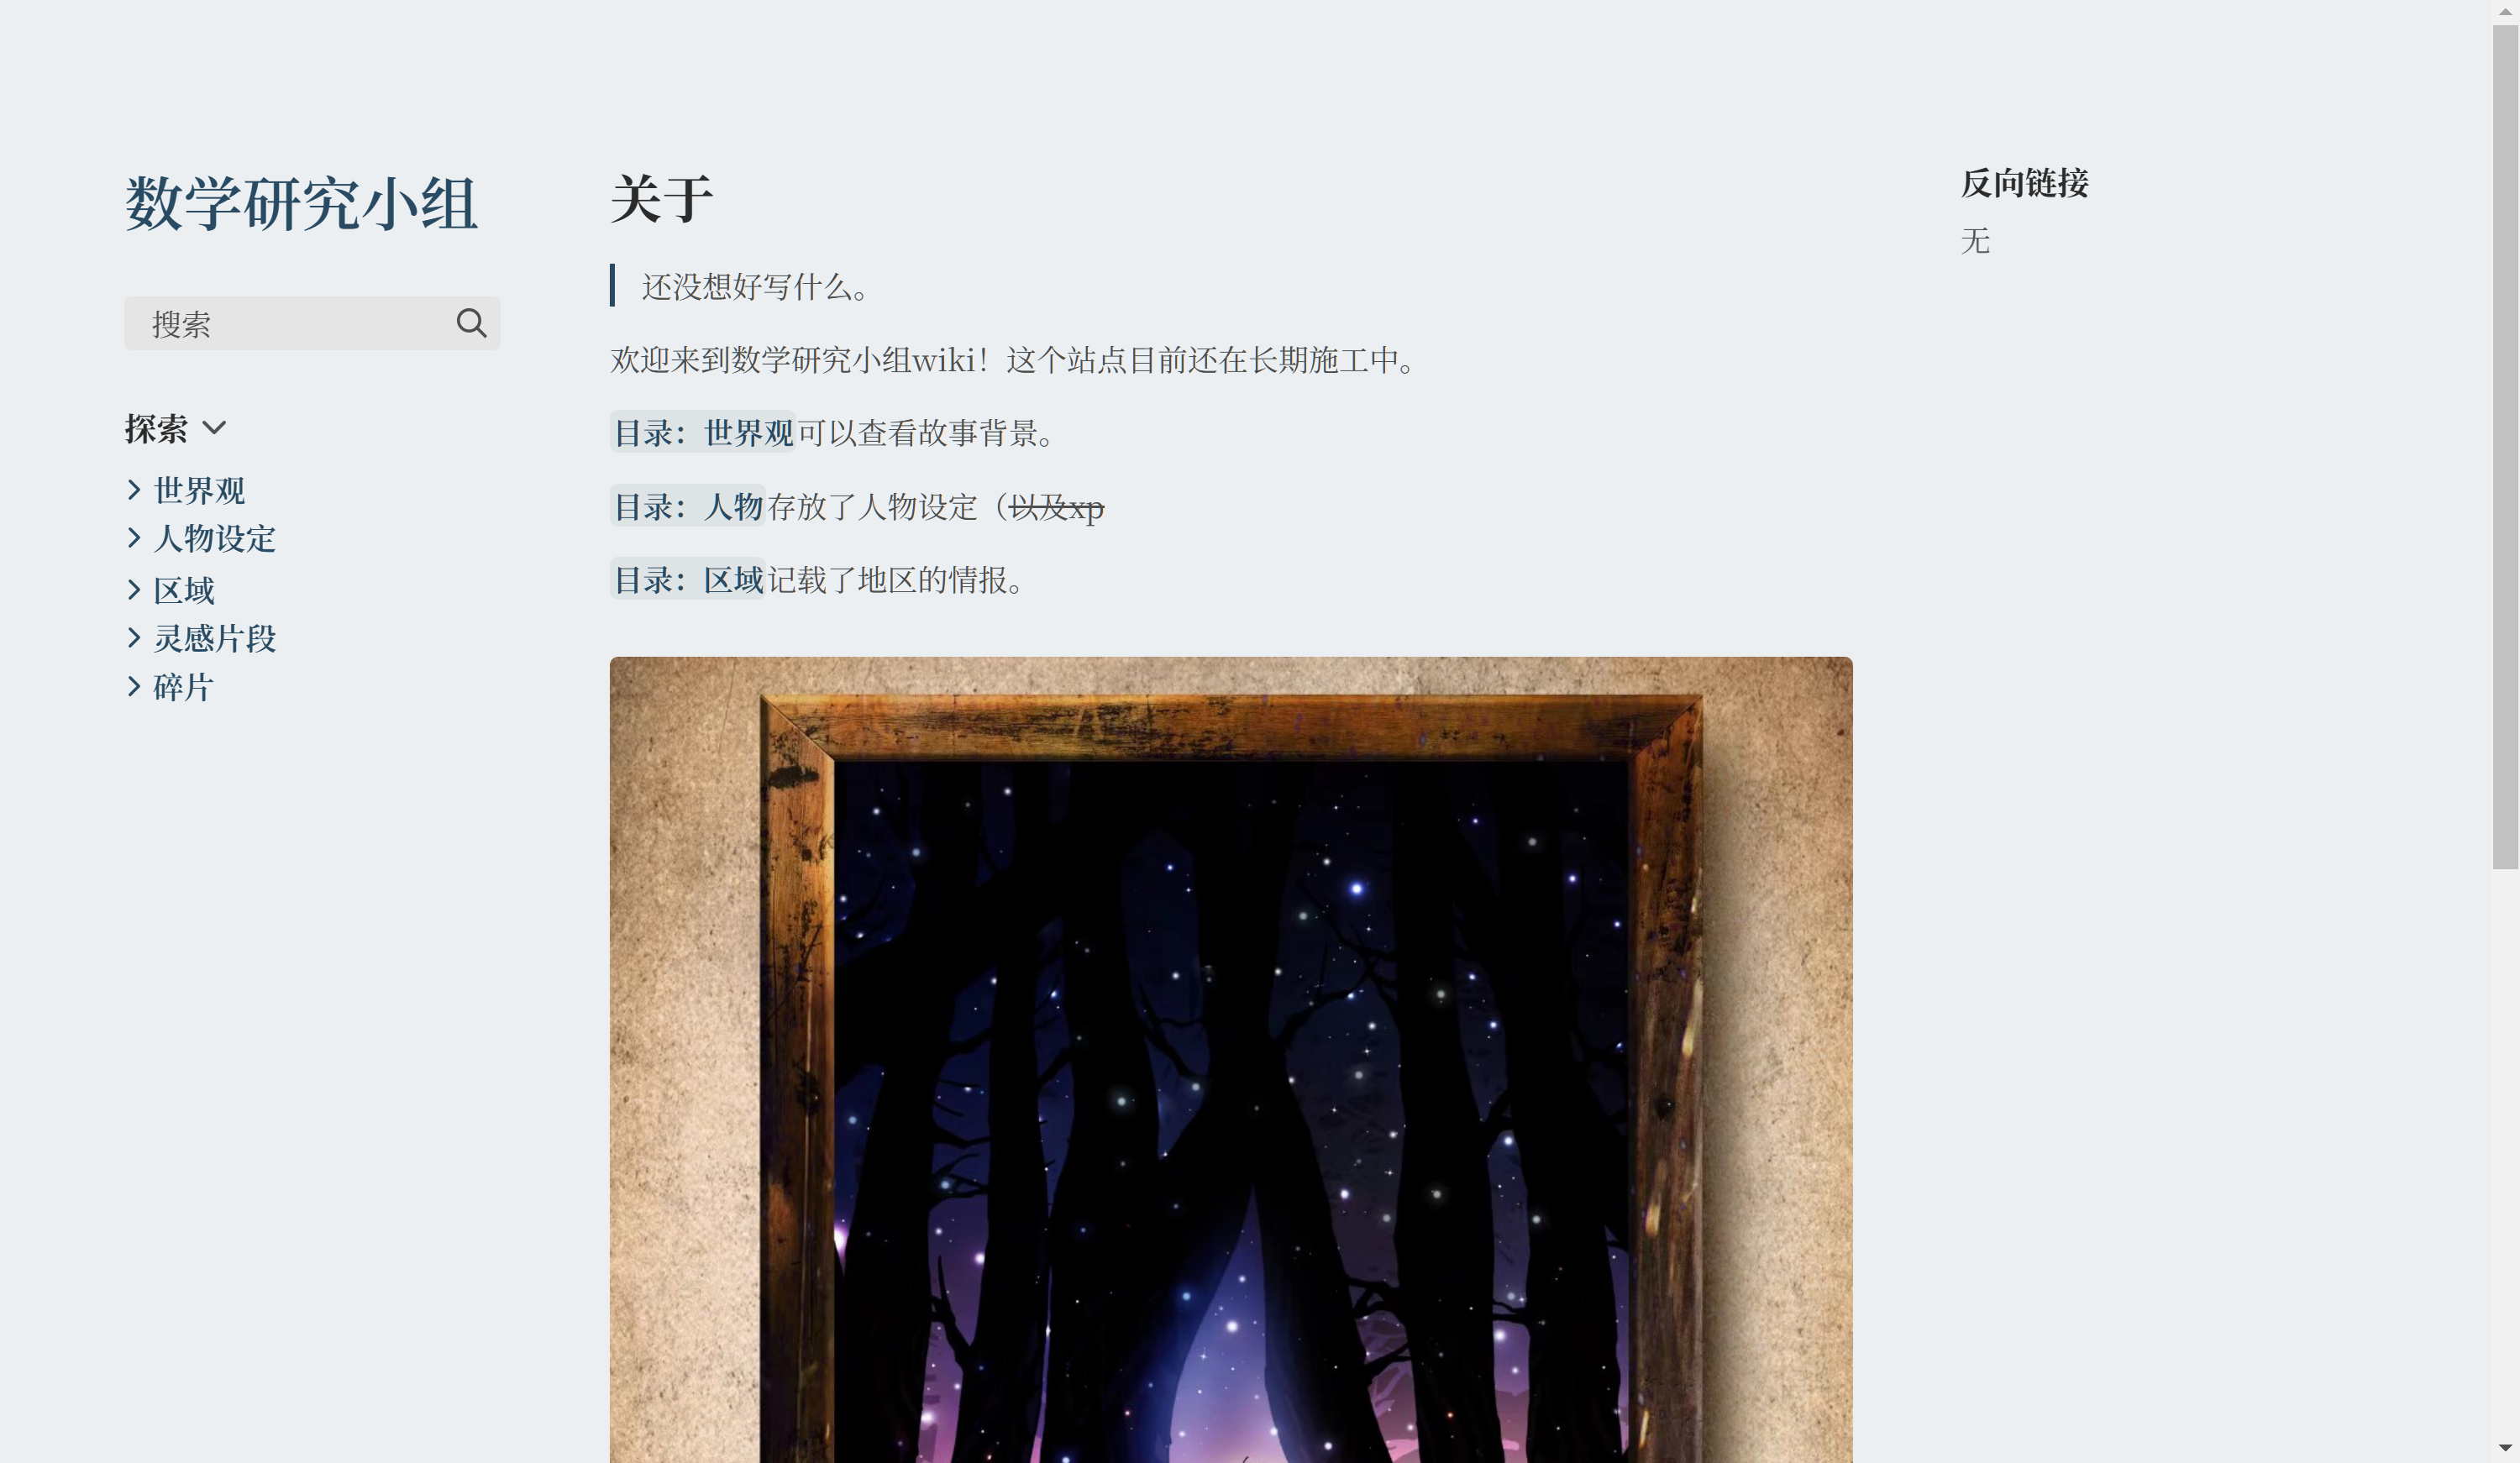 数学研究小组
搜索
探索
世界观
人物设定
区域
灵感片段
碎片
关于
还没想好写什么。
欢迎来到数学研究小组wiki！这个站点目前还在长期施工中。
目录：世界观可以查看故事背景。
目录：人物存放了人物设定（以及xp
目录：区域记载了地区的情报。
反向链接
无